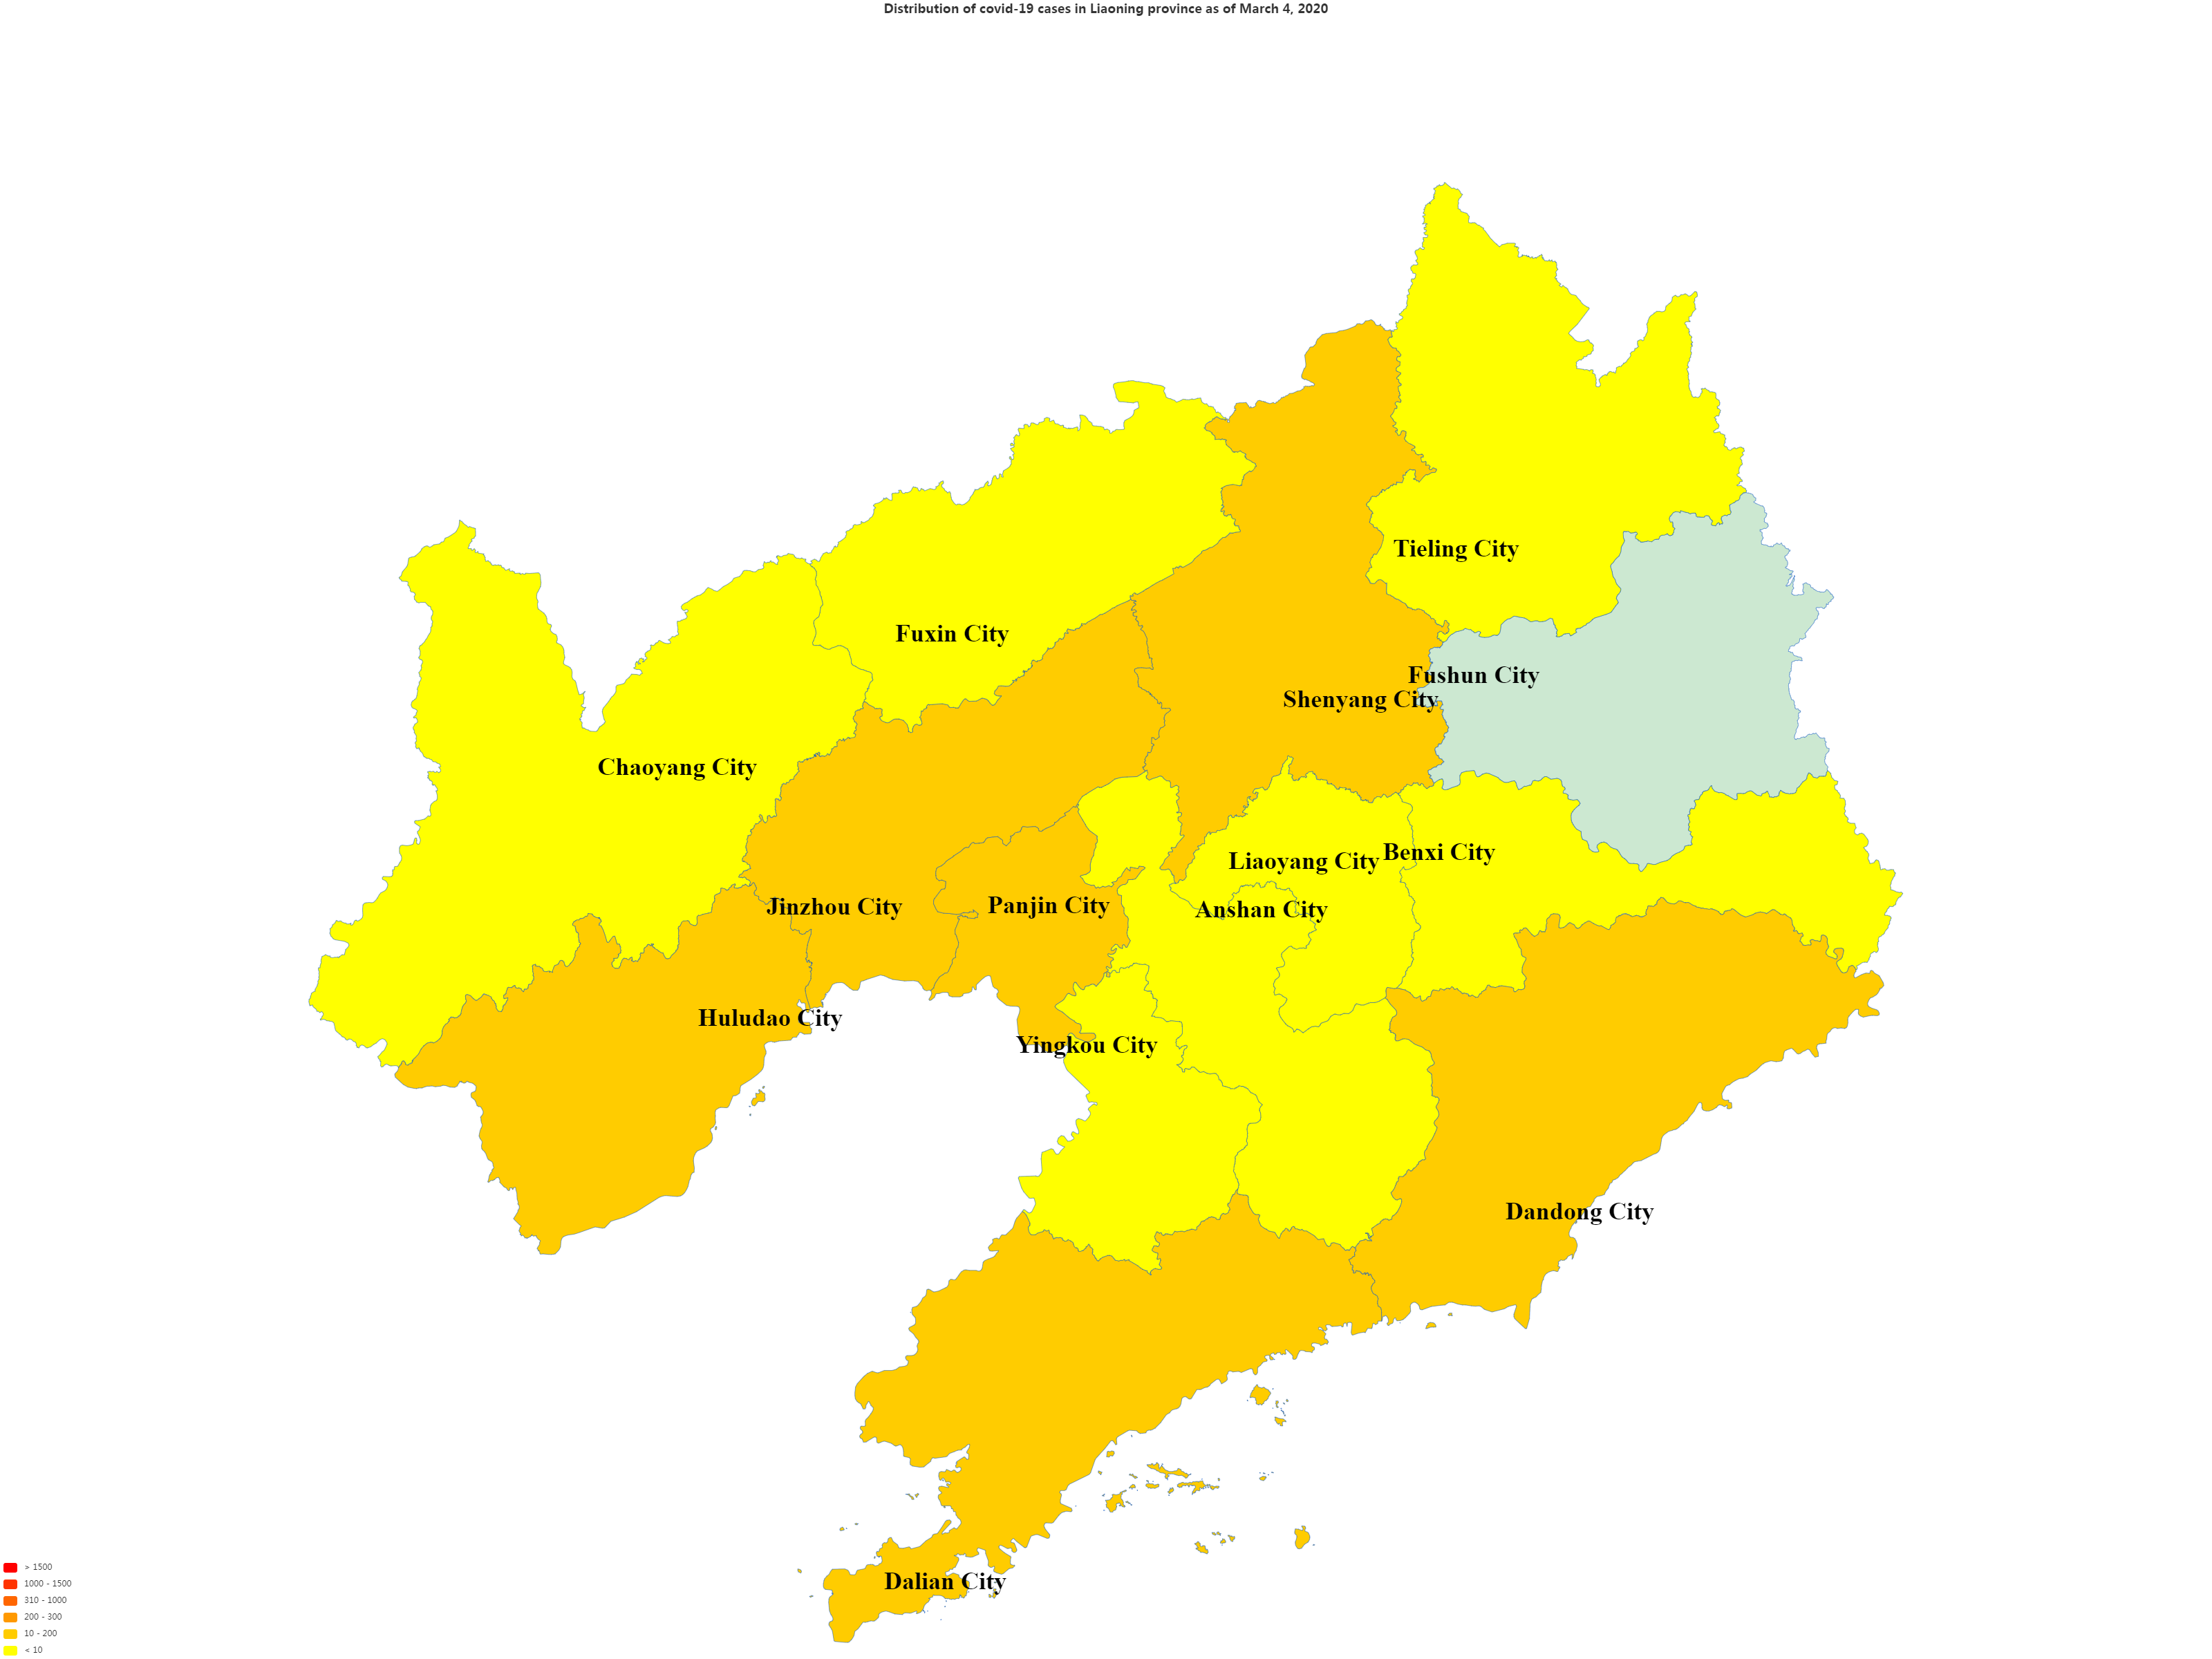 Distribution of covid-19 cases in Liaoning province as of March 4, 2020
Tieling City
Fuxin City
Fushun City
Shenyang City
Chaoyang City
Benxi City
Liaoyang City
Jinzhou City
Panjin City
Anshan City
Huludao City
Yingkou City
Dandong City
Dalian City
> 1500
1000 - 1500
310 - 1000
200 - 300
10 - 200
< 10